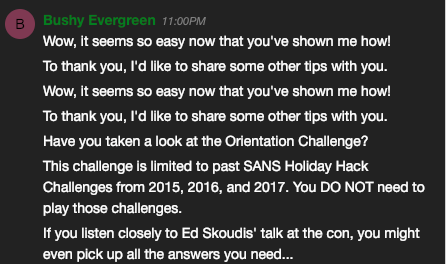 B
Bushy Evergreen 11:00PM
Wow, it seems so easy now that you've shown me how!
To thank you, I'd like to share some other tips with you.
Wow, it seems so easy now that you've shown me how!
To thank you, I'd like to share some other tips with you.
Have you taken a look at the Orientation Challenge?
This challenge is limited to past SANS Holiday Hack
Challenges from 2015, 2016, and 2017. You DO NOT need to
play those challenges.
If you listen closely to Ed Skoudis' talk at the con, you might
even pick up all the answers you need...